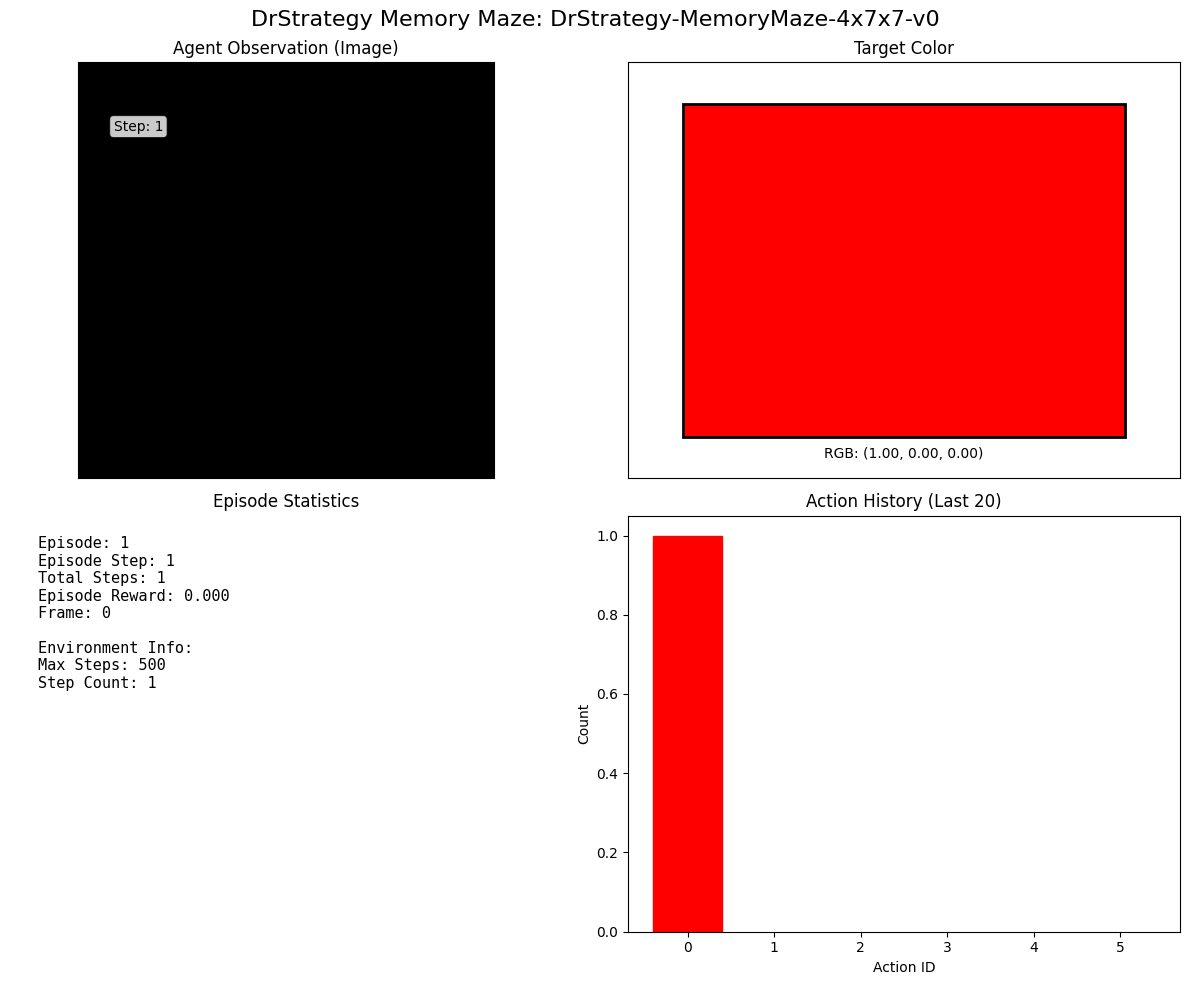 DrStrategy Memory Maze: DrStrategy-MemoryMaze-4x7x7-v0
Agent Observation (Image)
Step: 1
Target Color
RGB: (1.00, 0.00, 0.00)
Episode Statistics
Episode: 1
Episode Step: 1
Total Steps: 1
Episode Reward: 0.000
Frame: 0
Environment Info:
Max Steps: 500
Step Count: 1
Action History (Last 20)
1.0
0.8
0.6
0.4
0.2
0.0
Count
0 1 2 3 4 5
Action ID